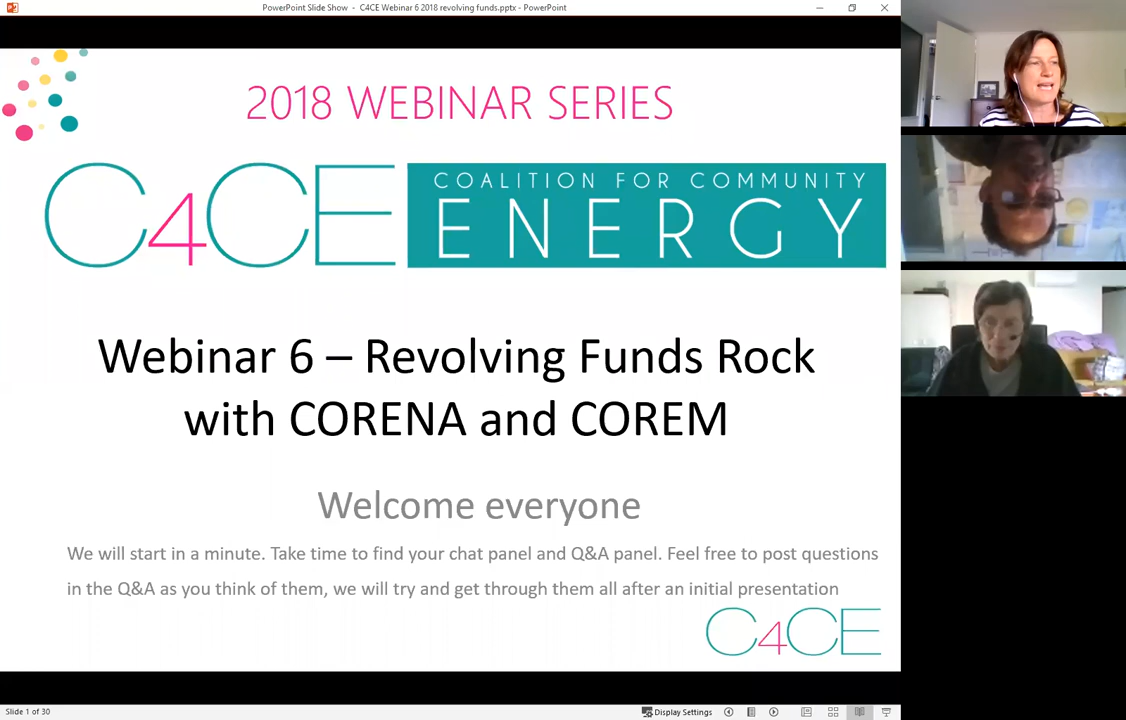 PowerPoint Slide Show - C4CE Webinar 6 2018 revolving funds.pptx - PowerPoint
2018 WEBINAR SERIES
C4CE
COALITION FOR COMMUNITY
ENERGY
Webinar 6 – Revolving Funds Rock
with CORENA and COREM
Welcome everyone
We will start in a minute. Take time to find your chat panel and Q&A panel. Feel free to post questions
in the Q&A as you think of them, we will try and get through them all after an initial presentation
C4CE
Slide 1 of 30
Display Settings